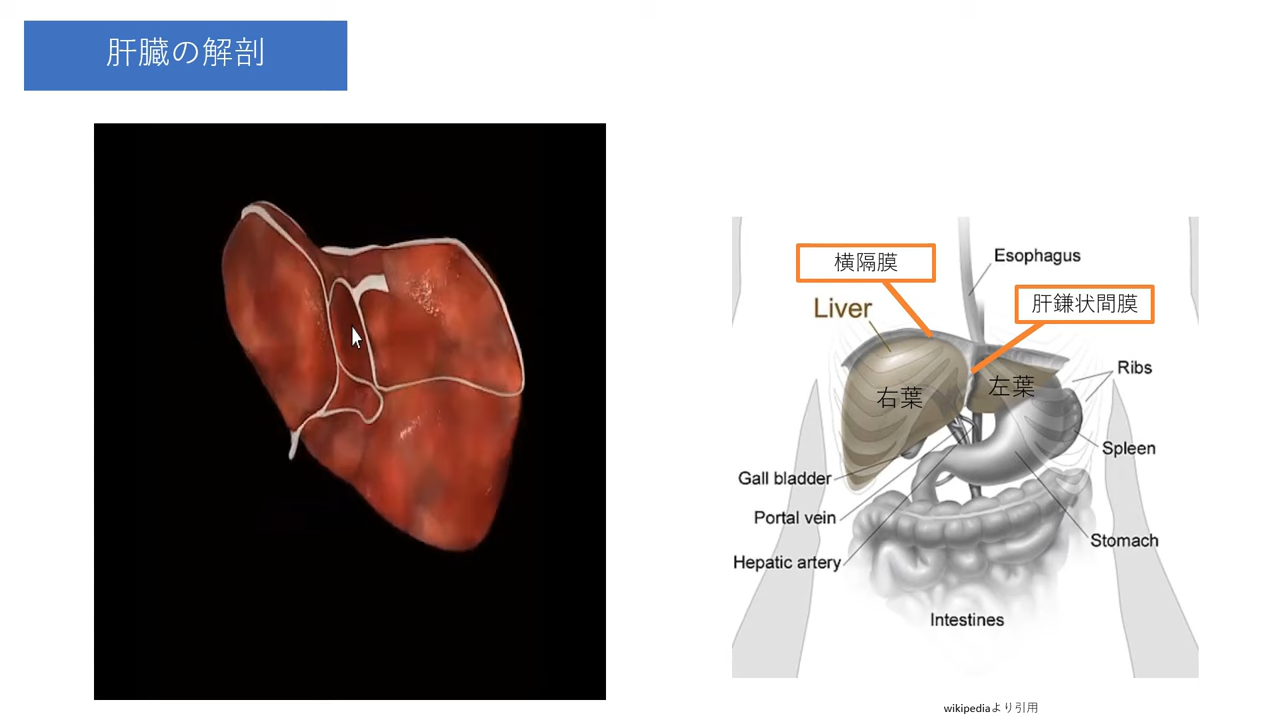 肝臓の解剖
横隔膜
Esophagus
肝鎌状間膜
Liver
右葉
左葉
Ribs
Spleen
Gall bladder
Portal vein
Stomach
Hepatic artery
Intestines
wikipediaより引用